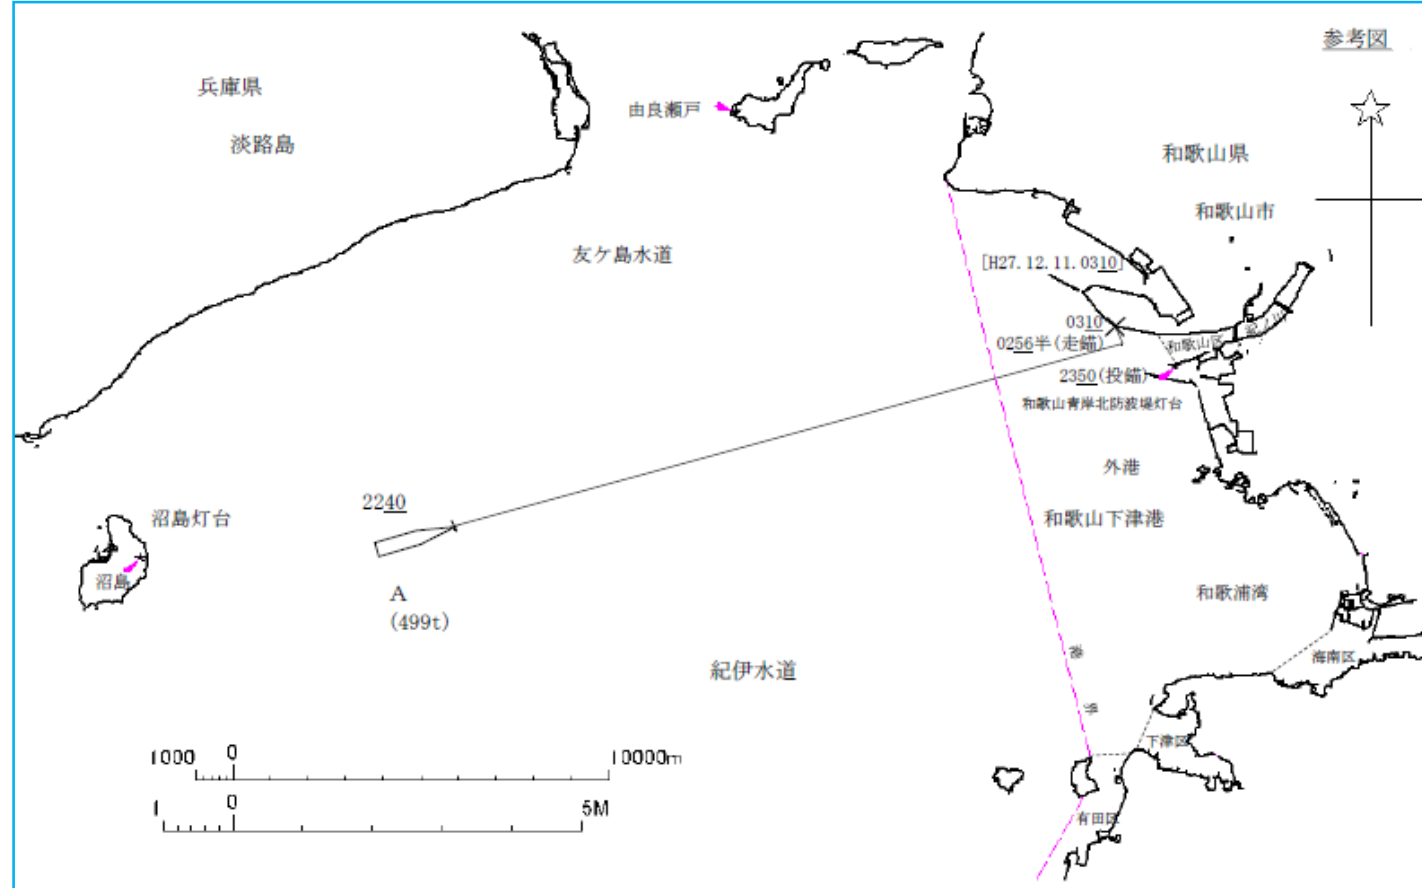 参考図
兵庫県
淡路島
由良瀬戸
和歌山県
和歌山市
友ケ島水道
[H27.12.11.0310]
0310
0256半(走錨)
和歌山区
2350(投錨)
和歌山青岸北防波堤灯台
外港
2240
沼島灯台
和歌山下津港
沼島
A
(499t)
和歌浦湾
紀伊水道
港界
海南区
下津区
1000 0 10000m
1 0 5M
有田区